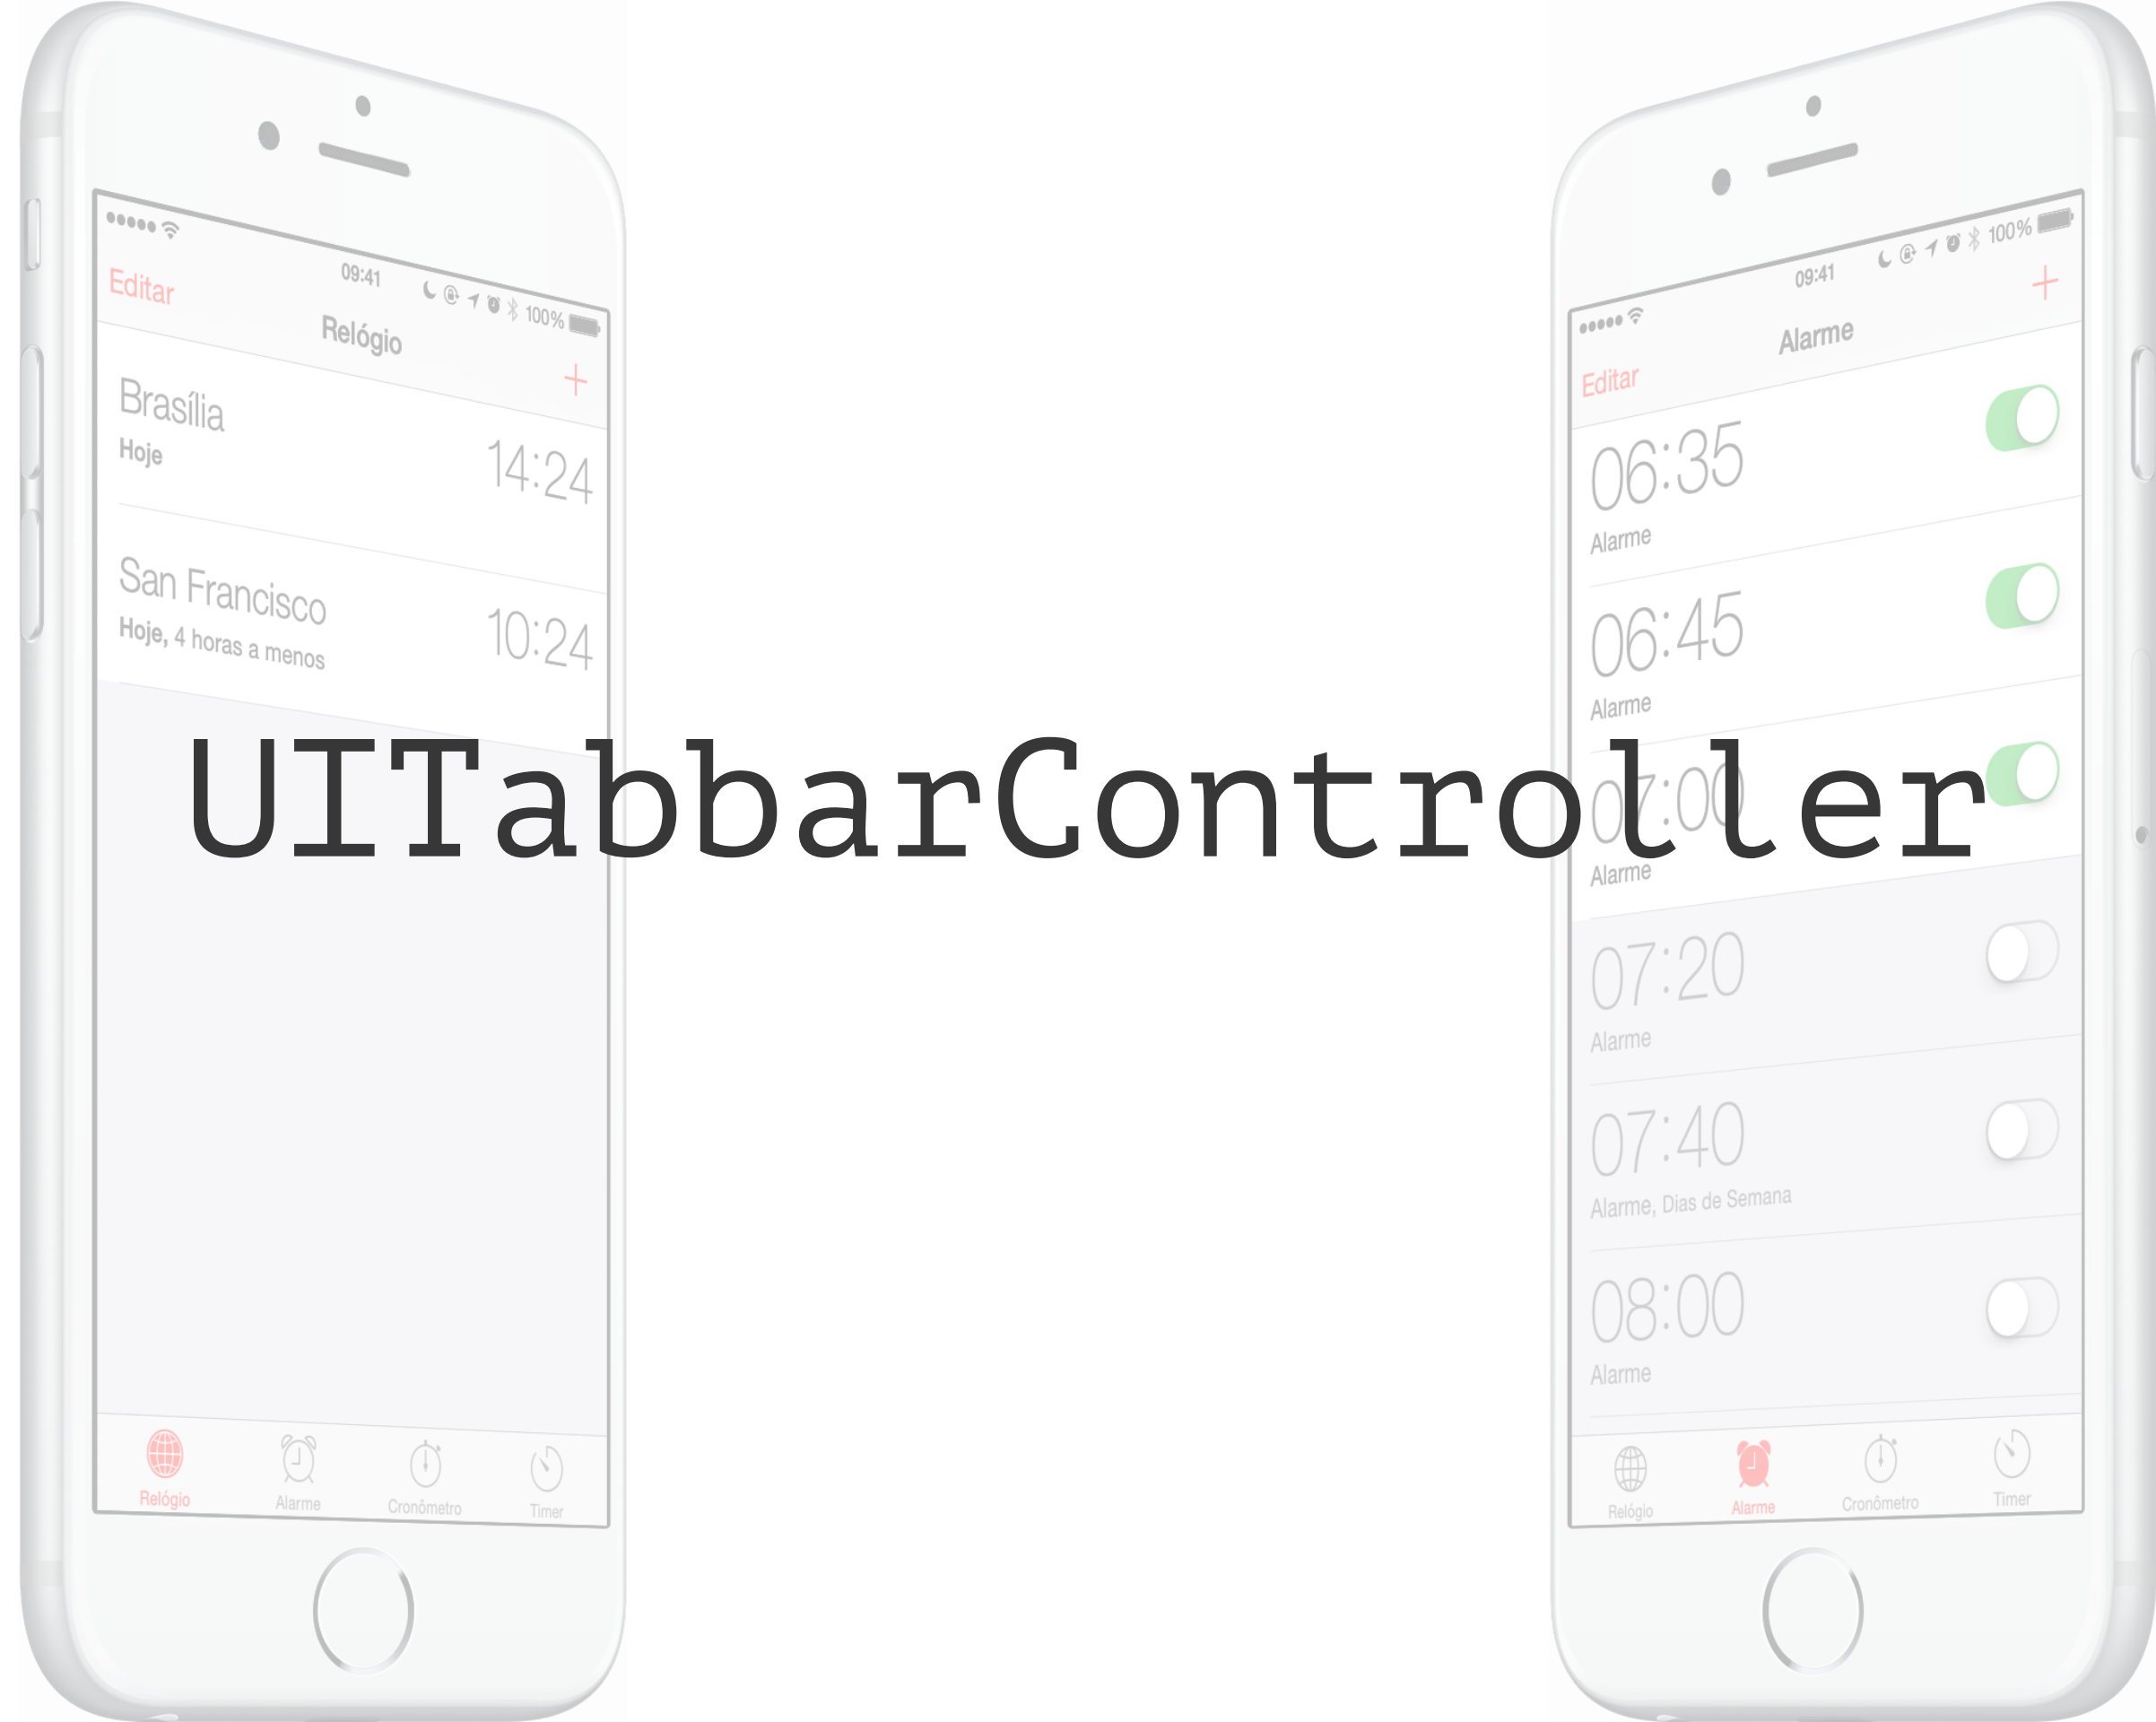 09:41
100%
Editar
Relógio
+
Brasília
Hoje
14:24
San Francisco
Hoje, 4 horas a menos
10:24
Relógio
Alarme
Cronômetro
Timer
UITabbarController
09:41
100%
Editar
Alarme
+
06:35
Alarme
06:45
Alarme
07:00
Alarme
07:20
Alarme
07:40
Alarme, Dias de Semana
08:00
Alarme
Relógio
Alarme
Cronômetro
Timer